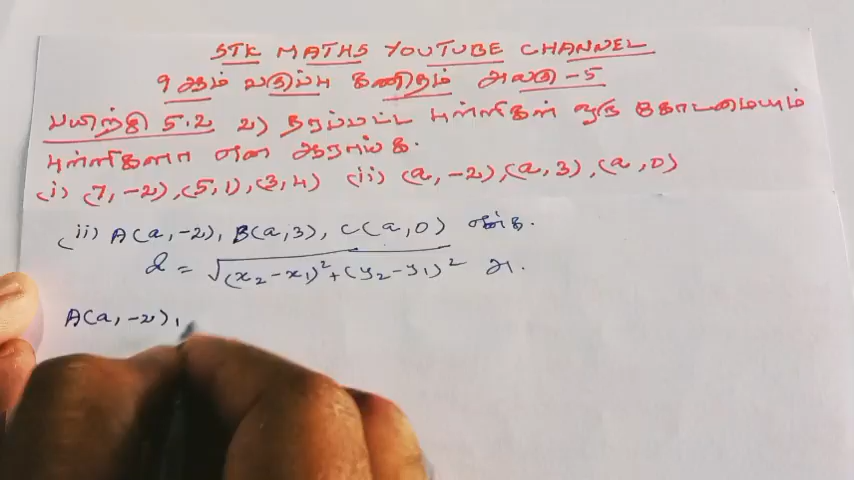 STK MATHS YOUTUBE CHANNEL
9 ஆம் வகுப்பு கணிதம் அலகு -5
பயிற்சி 5.2 2) தரப்பட்ட புள்ளிகள் ஒரு கோடமையும்
புள்ளிகளா என ஆராய்க.
(i) (7, -2), (5, 1), (3, 4) (ii) (a, -2), (a, 3), (a, 0)
(ii) A(a, -2), B(a, 3), C(a, 0) என்க.
d = √(x₂ - x₁)² + (y₂ - y₁)² அ.
A(a, -2),